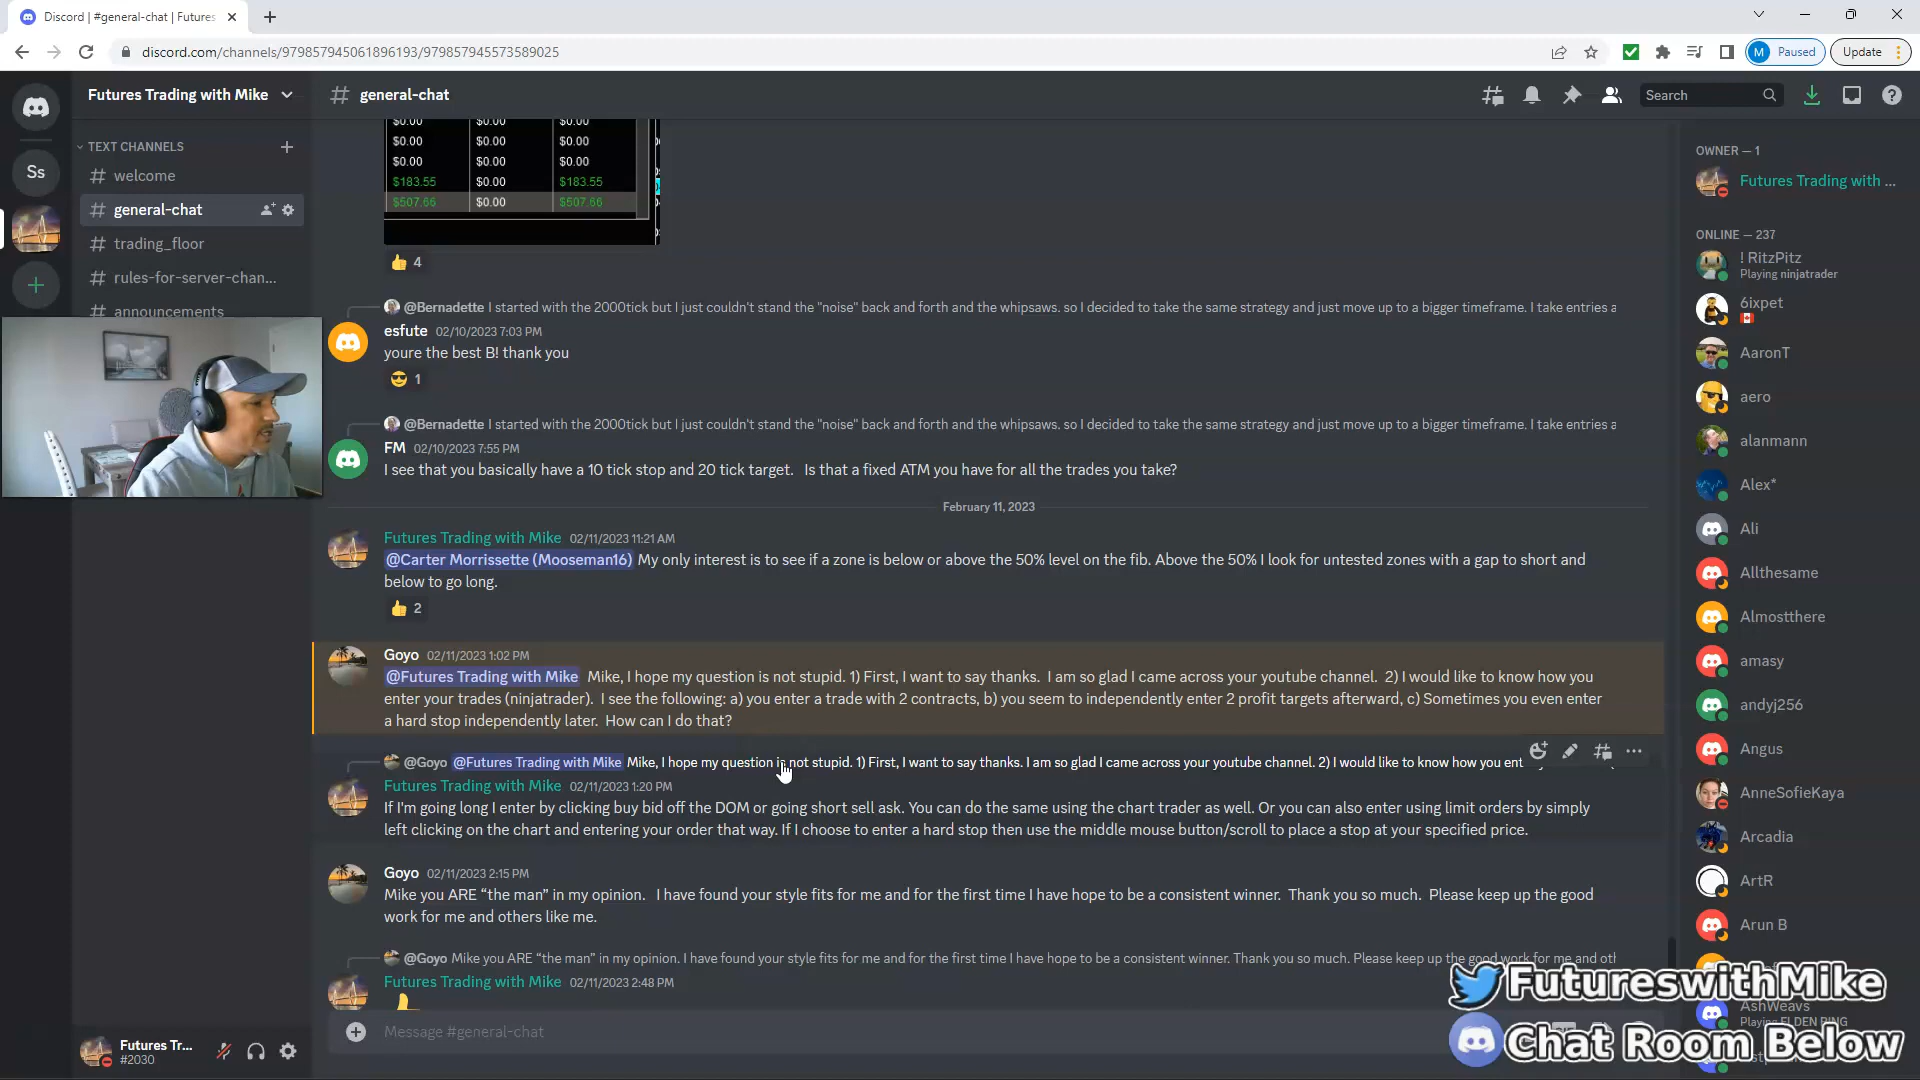 Discord | #general-chat | Futures
discord.com/channels/979857945061896193/979857945573589025
M Paused
Update
Futures Trading with Mike
# general-chat
Search
TEXT CHANNELS
# welcome
# general-chat
# trading_floor
# rules-for-server-chan...
# announcements
Ss
$0.00 $0.00 $0.00
$0.00 $0.00 $0.00
$0.00 $0.00 $0.00
$183.55 $0.00 $183.55
$507.66 $0.00 $507.66
4
@Bernadette I started with the 2000tick but I just couldn't stand the "noise" back and forth and the whipsaws. so I decided to take the same strategy and just move up to a bigger timeframe. I take entries a
esfute 02/10/2023 7:03 PM
youre the best B! thank you
1
@Bernadette I started with the 2000tick but I just couldn't stand the "noise" back and forth and the whipsaws. so I decided to take the same strategy and just move up to a bigger timeframe. I take entries a
FM 02/10/2023 7:55 PM
I see that you basically have a 10 tick stop and 20 tick target. Is that a fixed ATM you have for all the trades you take?
February 11, 2023
Futures Trading with Mike 02/11/2023 11:21 AM
@Carter Morrissette (Mooseman16) My only interest is to see if a zone is below or above the 50% level on the fib. Above the 50% I look for untested zones with a gap to short and
below to go long.
2
Goyo 02/11/2023 1:02 PM
@Futures Trading with Mike Mike, I hope my question is not stupid. 1) First, I want to say thanks. I am so glad I came across your youtube channel. 2) I would like to know how you
enter your trades (ninjatrader). I see the following: a) you enter a trade with 2 contracts, b) you seem to independently enter 2 profit targets afterward, c) Sometimes you even enter
a hard stop independently later. How can I do that?
@Goyo @Futures Trading with Mike Mike, I hope my question is not stupid. 1) First, I want to say thanks. I am so glad I came across your youtube channel. 2) I would like to know how you ent
Futures Trading with Mike 02/11/2023 1:20 PM
If I'm going long I enter by clicking buy bid off the DOM or going short sell ask. You can do the same using the chart trader as well. Or you can also enter using limit orders by simply
left clicking on the chart and entering your order that way. If I choose to enter a hard stop then use the middle mouse button/scroll to place a stop at your specified price.
Goyo 02/11/2023 2:15 PM
Mike you ARE “the man” in my opinion. I have found your style fits for me and for the first time I have hope to be a consistent winner. Thank you so much. Please keep up the good
work for me and others like me.
@Goyo Mike you ARE “the man” in my opinion. I have found your style fits for me and for the first time I have hope to be a consistent winner. Thank you so much. Please keep up the good work for me and oth
Futures Trading with Mike 02/11/2023 2:48 PM
Message #general-chat
Futures Tr...
#2030
OWNER — 1
Futures Trading with ...
ONLINE — 237
! RitzPitz
Playing ninjatrader
6ixpet
AaronT
aero
alanmann
Alex*
Ali
Allthesame
Almostthere
amasy
andyj256
Angus
AnneSofieKaya
Arcadia
ArtR
Arun B
AshWeavs
Playing ELDEN RING
FutureswithMike
Chat Room Below